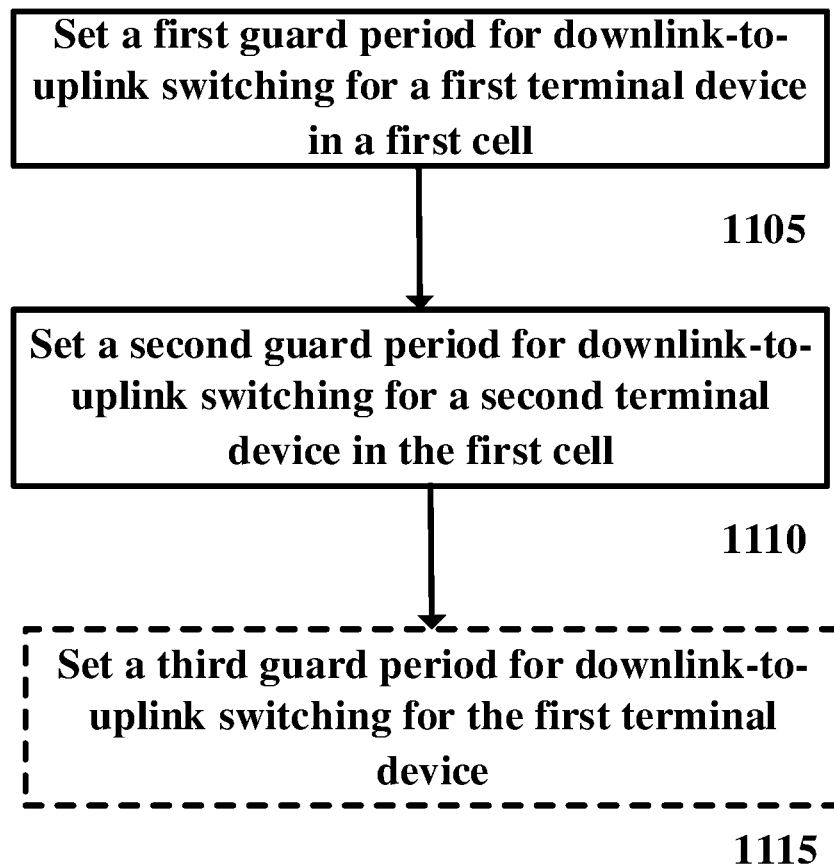 Set a first guard period for downlink-to-
uplink switching for a first terminal device
in a first cell
1105
Set a second guard period for downlink-to-
uplink switching for a second terminal
device in the first cell
1110
Set a third guard period for downlink-to-
uplink switching for the first terminal
device
1115